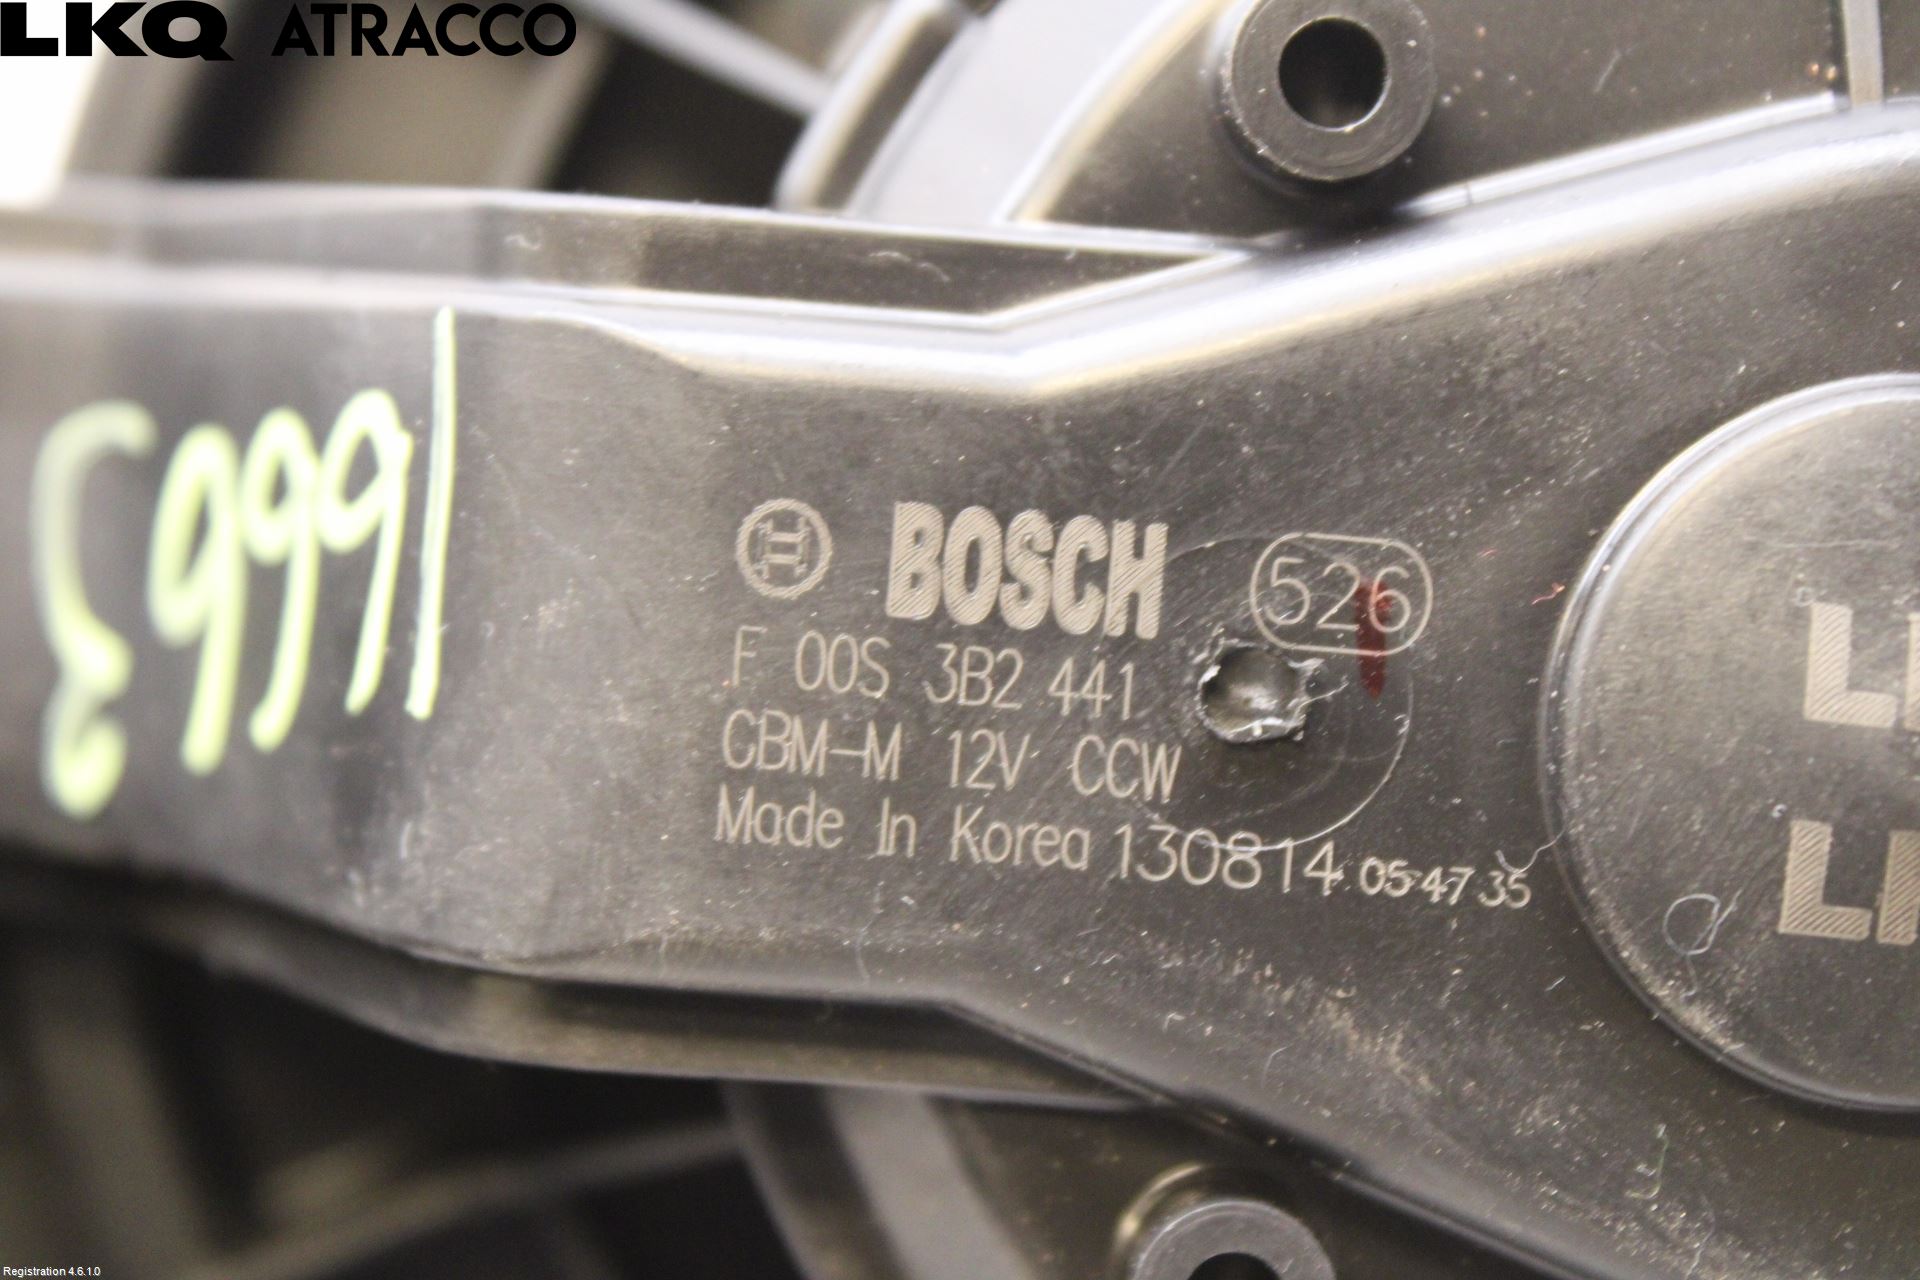 LKQ ATRACCO
BOSCH 526
F 00S 3B2 441
CBM-M 12V CCW
Made In Korea 130814 05 47 35
Registration 4.6.1.0